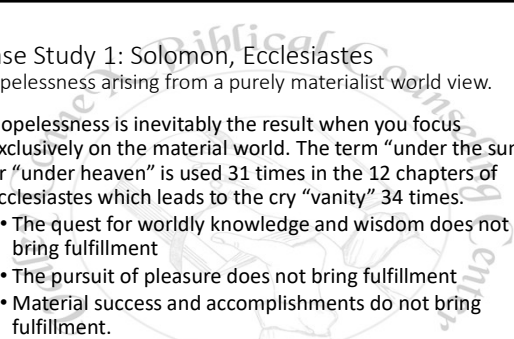 se Study 1: Solomon, Ecclesiastes
pelessness arising from a purely materialist world view.
opelessness is inevitably the result when you focus
xclusively on the material world. The term “under the sun
r “under heaven” is used 31 times in the 12 chapters of
cclesiastes which leads to the cry “vanity” 34 times.
• The quest for worldly knowledge and wisdom does not
bring fulfillment
• The pursuit of pleasure does not bring fulfillment
• Material success and accomplishments do not bring
fulfillment.
Biblical Counseling Center